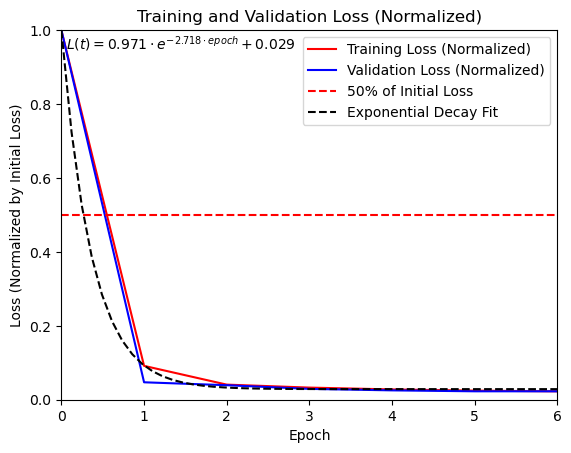 Training and Validation Loss (Normalized)
L(t) = 0.971 · e^{−2.718 · epoch} + 0.029
Training Loss (Normalized)
Validation Loss (Normalized)
50% of Initial Loss
Exponential Decay Fit
Loss (Normalized by Initial Loss)
1.0
0.8
0.6
0.4
0.2
0.0
0 1 2 3 4 5 6
Epoch